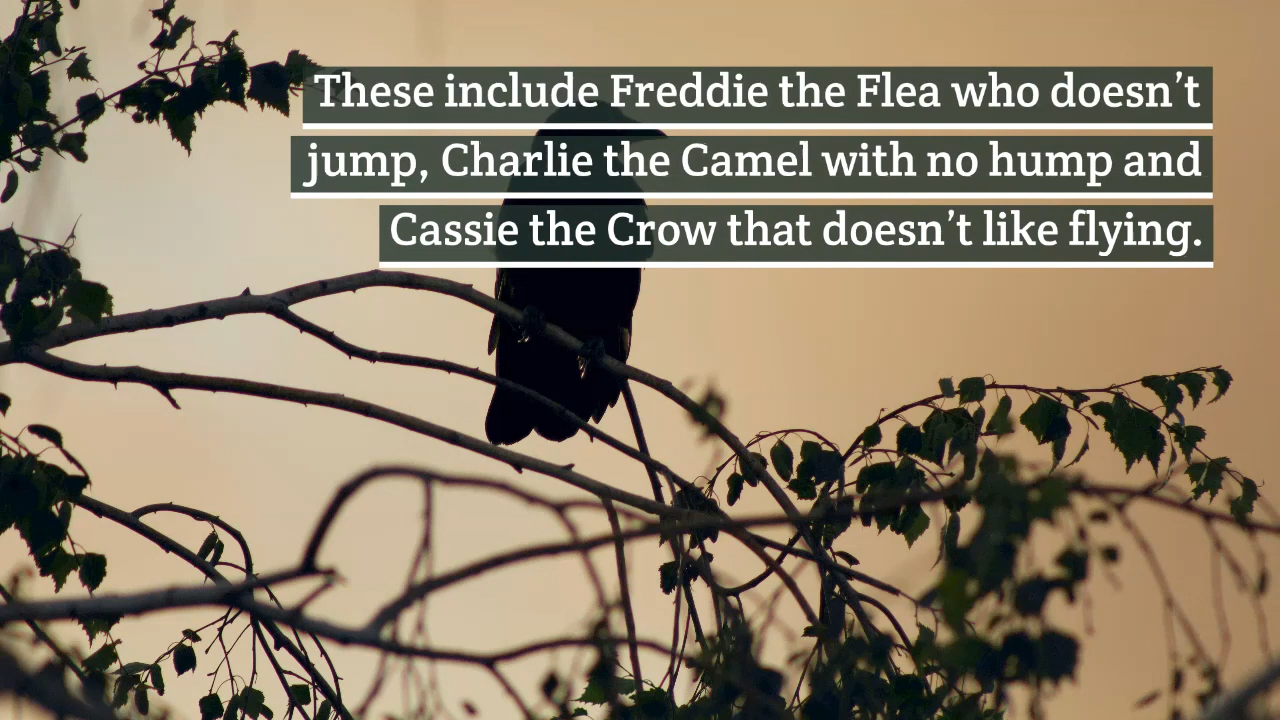 These include Freddie the Flea who doesn’t
jump, Charlie the Camel with no hump and
Cassie the Crow that doesn’t like flying.